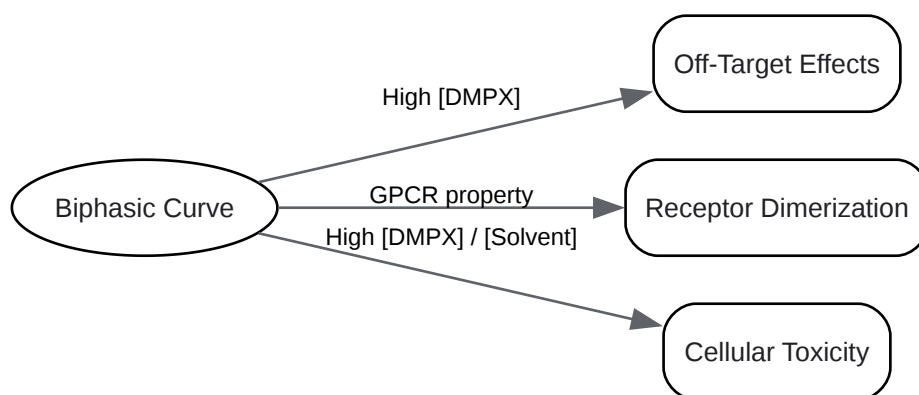 Off-Target Effects
High [DMPX]
Biphasic Curve
GPCR property
Receptor Dimerization
High [DMPX] / [Solvent]
Cellular Toxicity